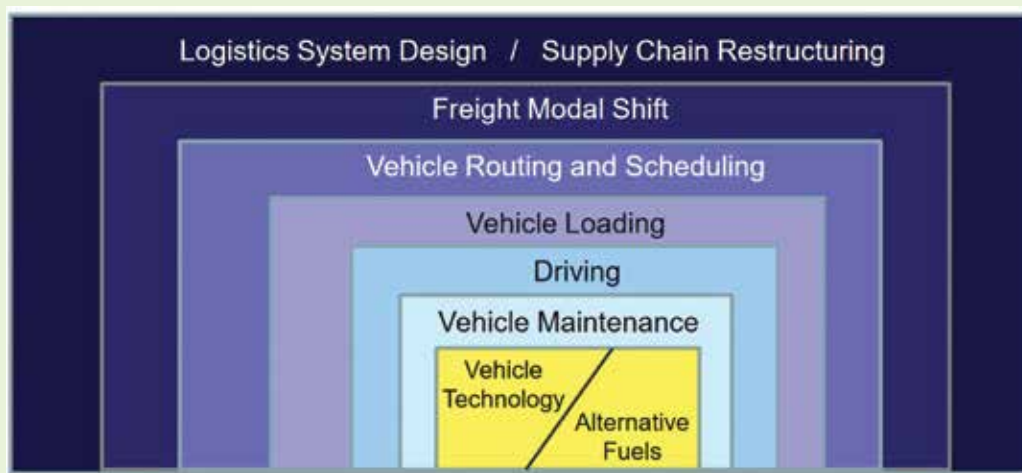 Logistics System Design / Supply Chain Restructuring
Freight Modal Shift
Vehicle Routing and Scheduling
Vehicle Loading
Driving
Vehicle Maintenance
Vehicle
Technology
Alternative
Fuels